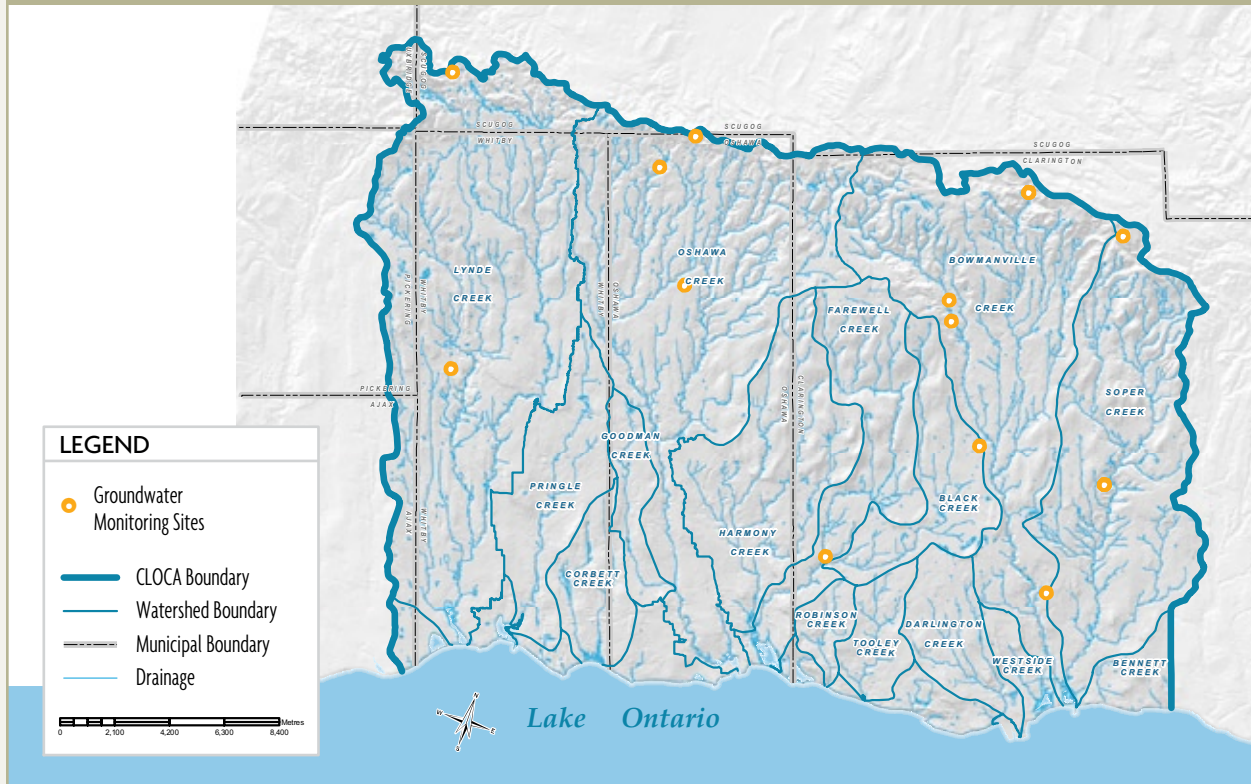 UXBRIDGE
SCUGOG
SCUGOG
WHITBY
SCUGOG
OSHAWA
SCUGOG
CLARINGTON
LYNDE
CREEK
OSHAWA
CREEK
BOWMANVILLE
CREEK
FAREWELL
CREEK
PICKERING
WHITBY
WHITBY
OSHAWA
PICKERING
AJAX
OSHAWA
CLARINGTON
SOPER
CREEK
GOODMAN
CREEK
PRINGLE
CREEK
BLACK
CREEK
AJAX
WHITBY
HARMONY
CREEK
CORBETT
CREEK
ROBINSON
CREEK
TOOLEY
CREEK
DARLINGTON
CREEK
WESTSIDE
CREEK
BENNETT
CREEK
LEGEND
Groundwater
Monitoring Sites
CLOCA Boundary
Watershed Boundary
Municipal Boundary
Drainage
Metres
0 2,100 4,200 6,300 8,400
N
W
E
S
Lake Ontario